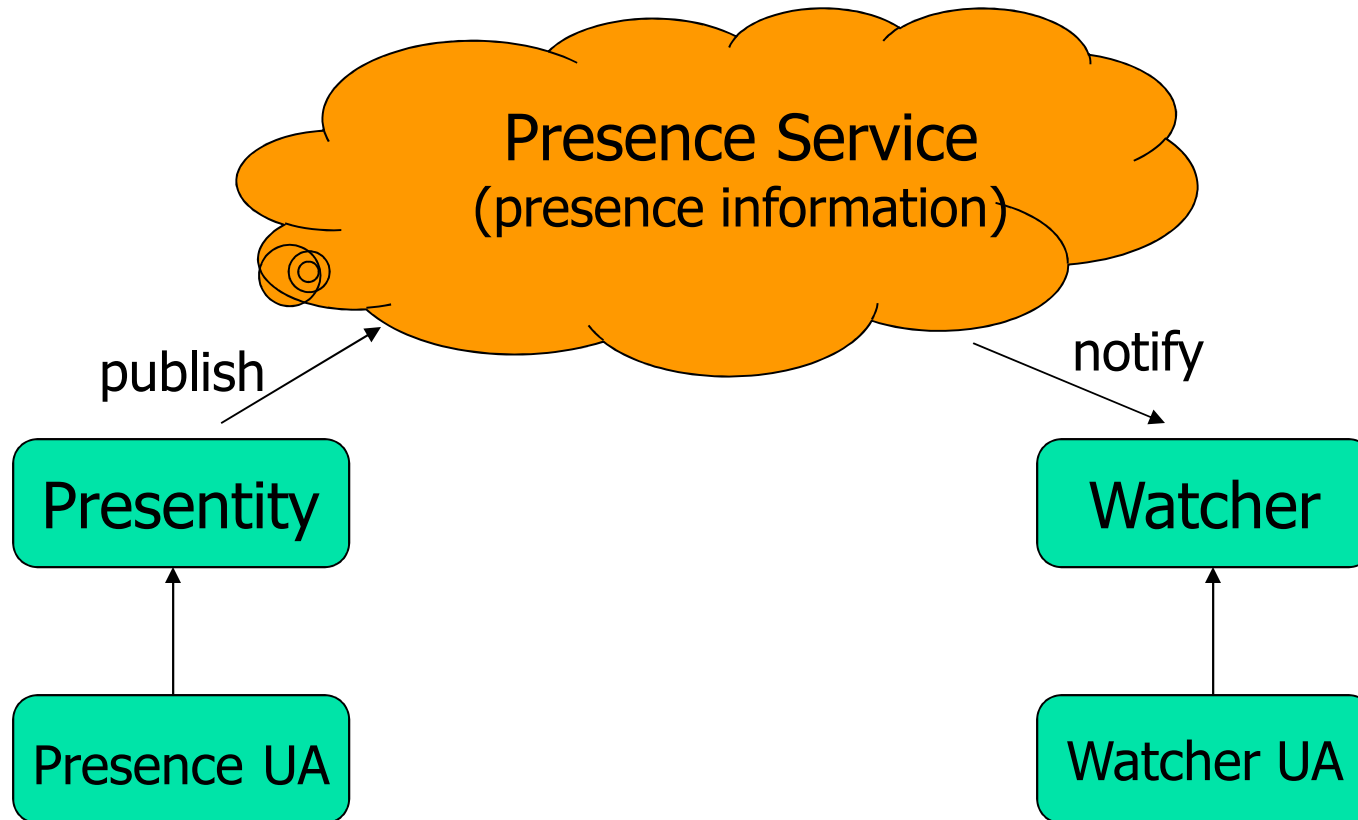 Presence Service
(presence information)
publish
notify
Presentity
Watcher
Presence UA
Watcher UA